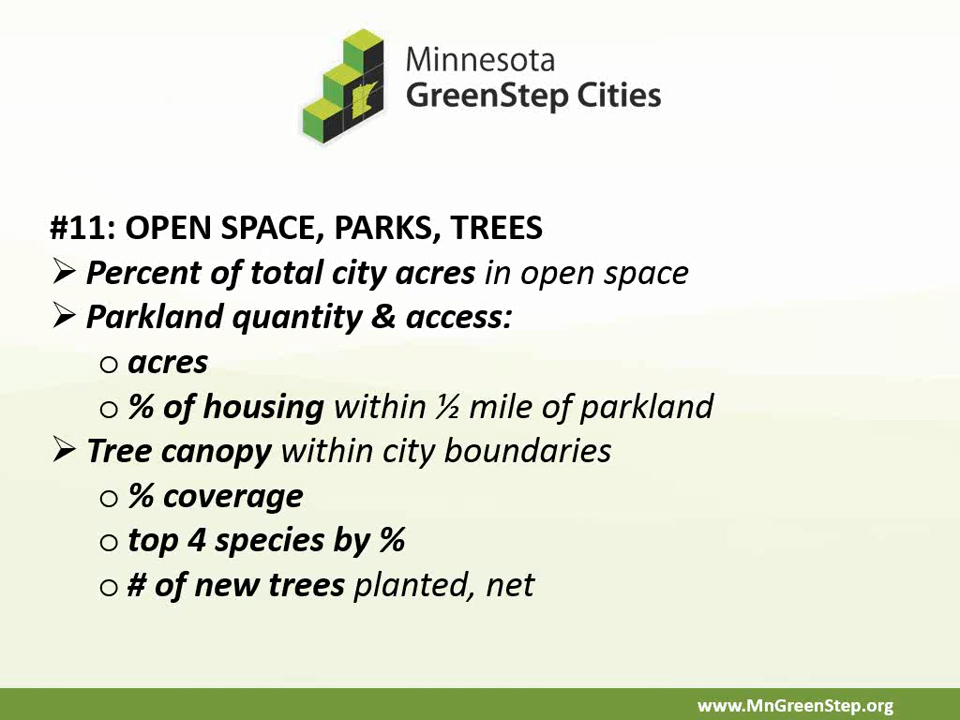 Minnesota
GreenStep Cities
#11: OPEN SPACE, PARKS, TREES
➢ Percent of total city acres in open space
➢ Parkland quantity & access:
o acres
o % of housing within ½ mile of parkland
➢ Tree canopy within city boundaries
o % coverage
o top 4 species by %
o # of new trees planted, net
www.MnGreenStep.org